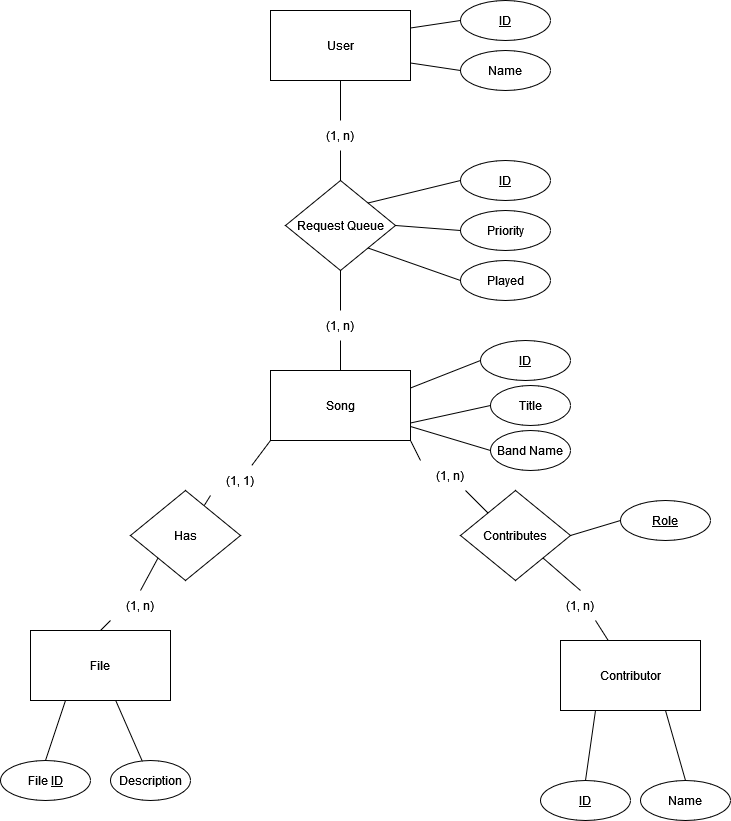 User
ID
Name
(1, n)
Request Queue
ID
Priority
Played
(1, n)
Song
ID
Title
Band Name
(1, 1)
(1, n)
Has
Contributes
Role
(1, n)
(1, n)
File
Contributor
File ID
Description
ID
Name